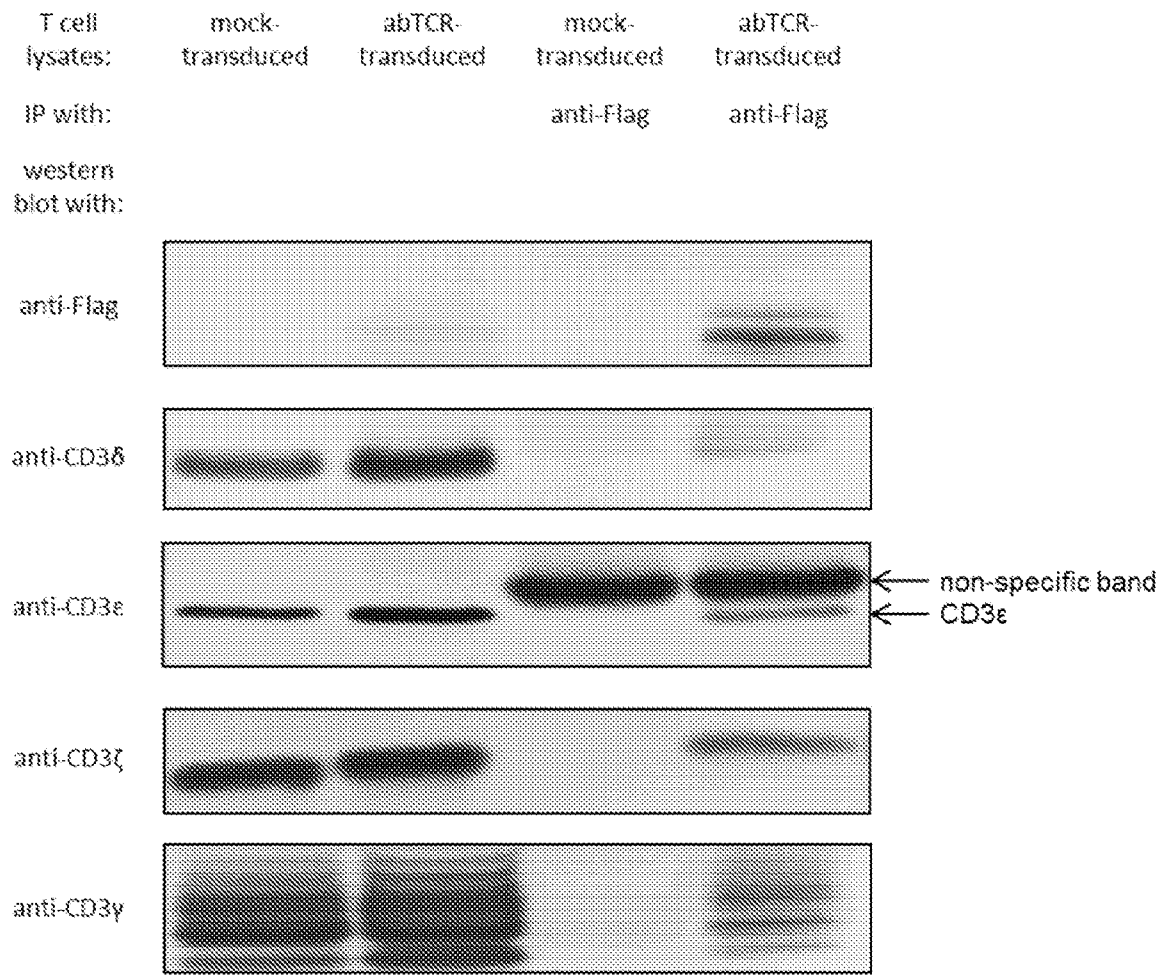 T cell lysates:
mock-transduced
abTCR-transduced
mock-transduced
abTCR-transduced
IP with:
anti-Flag
anti-Flag
western blot with:
anti-Flag
anti-CD3δ
anti-CD3ε
non-specific band
CD3ε
anti-CD3ζ
anti-CD3γ